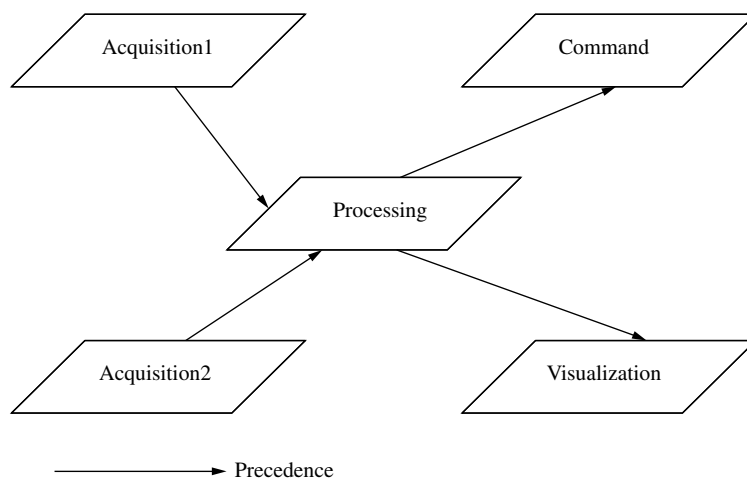 Acquisition1
Command
Processing
Acquisition2
Visualization
Precedence